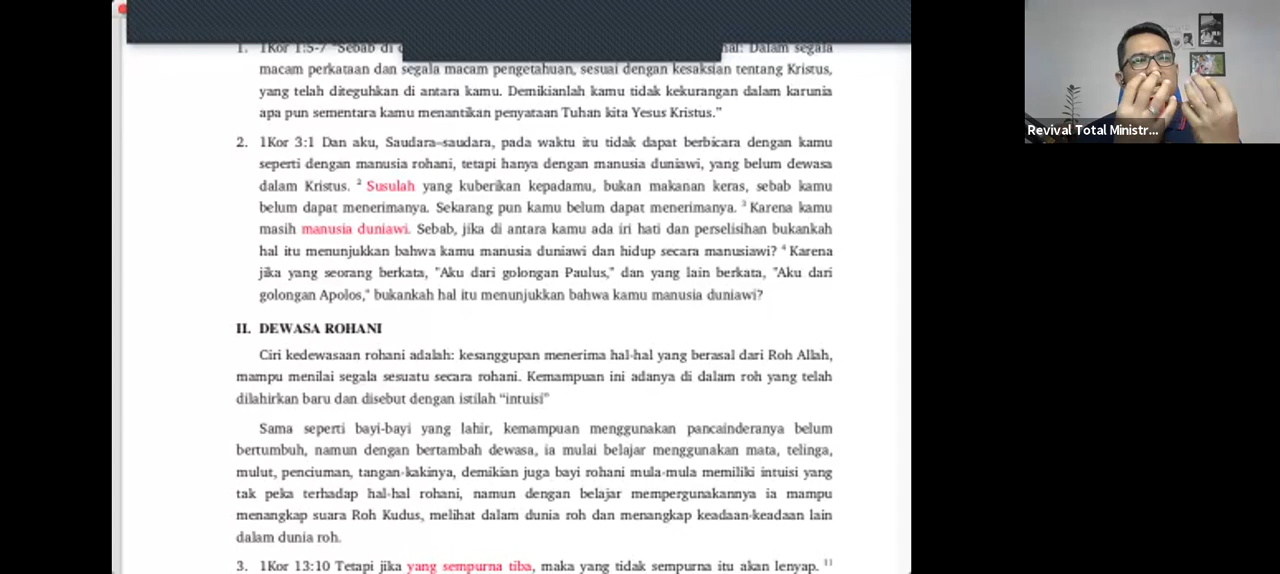 1. 1Kor 1:5-7 "Sebab di hal: Dalam segala
macam perkataan dan segala macam pengetahuan, sesuai dengan kesaksian tentang Kristus,
yang telah diteguhkan di antara kamu. Demikianlah kamu tidak kekurangan dalam karunia
apa pun sementara kamu menantikan penyataan Tuhan kita Yesus Kristus."
2. 1Kor 3:1 Dan aku, Saudara-saudara, pada waktu itu tidak dapat berbicara dengan kamu
seperti dengan manusia rohani, tetapi hanya dengan manusia duniawi, yang belum dewasa
dalam Kristus. ² Susulah yang kuberikan kepadamu, bukan makanan keras, sebab kamu
belum dapat menerimanya. Sekarang pun kamu belum dapat menerimanya. ³ Karena kamu
masih manusia duniawi. Sebab, jika di antara kamu ada iri hati dan perselisihan bukankah
hal itu menunjukkan bahwa kamu manusia duniawi dan hidup secara manusiawi? ⁴ Karena
jika yang seorang berkata, "Aku dari golongan Paulus," dan yang lain berkata, "Aku dari
golongan Apolos," bukankah hal itu menunjukkan bahwa kamu manusia duniawi?
II. DEWASA ROHANI
Ciri kedewasaan rohani adalah: kesanggupan menerima hal-hal yang berasal dari Roh Allah,
mampu menilai segala sesuatu secara rohani. Kemampuan ini adanya di dalam roh yang telah
dilahirkan baru dan disebut dengan istilah "intuisi"
Sama seperti bayi-bayi yang lahir, kemampuan menggunakan pancainderanya belum
bertumbuh, namun dengan bertambah dewasa, ia mulai belajar menggunakan mata, telinga,
mulut, penciuman, tangan-kakinya, demikian juga bayi rohani mula-mula memiliki intuisi yang
tak peka terhadap hal-hal rohani, namun dengan belajar mempergunakannya ia mampu
menangkap suara Roh Kudus, melihat dalam dunia roh dan menangkap keadaan-keadaan lain
dalam dunia roh.
3. 1Kor 13:10 Tetapi jika yang sempurna tiba, maka yang tidak sempurna itu akan lenyap. ¹¹
Revival Total Ministr...